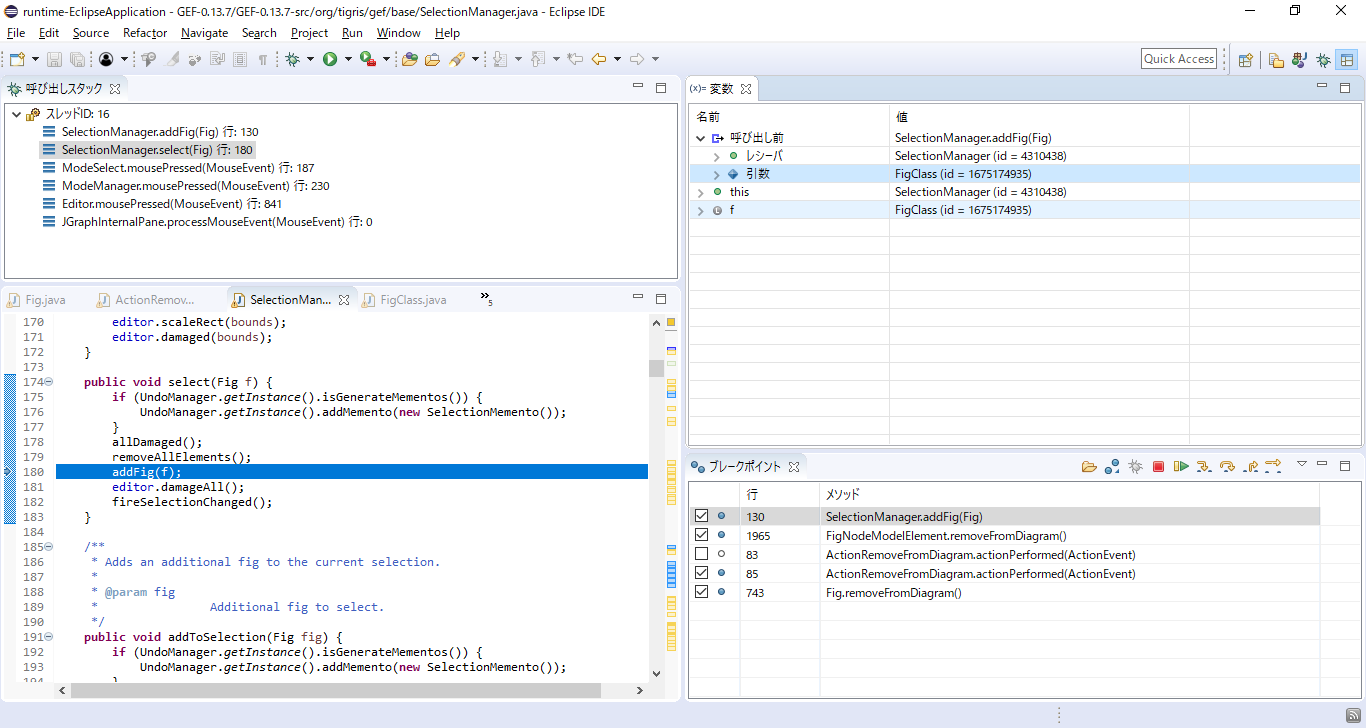 runtime-EclipseApplication - GEF-0.13.7/GEF-0.13.7-src/org/tigris/gef/base/SelectionManager.java - Eclipse IDE
File Edit Source Refactor Navigate Search Project Run Window Help
Quick Access
呼び出しスタック
スレッドID: 16
SelectionManager.addFig(Fig) 行: 130
SelectionManager.select(Fig) 行: 180
ModeSelect.mousePressed(MouseEvent) 行: 187
ModeManager.mousePressed(MouseEvent) 行: 230
Editor.mousePressed(MouseEvent) 行: 841
JGraphInternalPane.processMouseEvent(MouseEvent) 行: 0
Fig.java ActionRemov... SelectionMan... FigClass.java »5
170 editor.scaleRect(bounds);
171 editor.damaged(bounds);
172 }
173
174 public void select(Fig f) {
175 if (UndoManager.getInstance().isGenerateMementos()) {
176 UndoManager.getInstance().addMemento(new SelectionMemento());
177 }
178 allDamaged();
179 removeAllElements();
180 addFig(f);
181 editor.damageAll();
182 fireSelectionChanged();
183 }
184
185 /**
186 * Adds an additional fig to the current selection.
187 *
188 * @param fig
189 * Additional fig to select.
190 */
191 public void addToSelection(Fig fig) {
192 if (UndoManager.getInstance().isGenerateMementos()) {
193 UndoManager.getInstance().addMemento(new SelectionMemento());
194 }
(x)= 変数
名前 値
呼び出し前 SelectionManager.addFig(Fig)
レシーバ SelectionManager (id = 4310438)
引数 FigClass (id = 1675174935)
this SelectionManager (id = 4310438)
f FigClass (id = 1675174935)
ブレークポイント
行 メソッド
130 SelectionManager.addFig(Fig)
1965 FigNodeModelElement.removeFromDiagram()
83 ActionRemoveFromDiagram.actionPerformed(ActionEvent)
85 ActionRemoveFromDiagram.actionPerformed(ActionEvent)
743 Fig.removeFromDiagram()